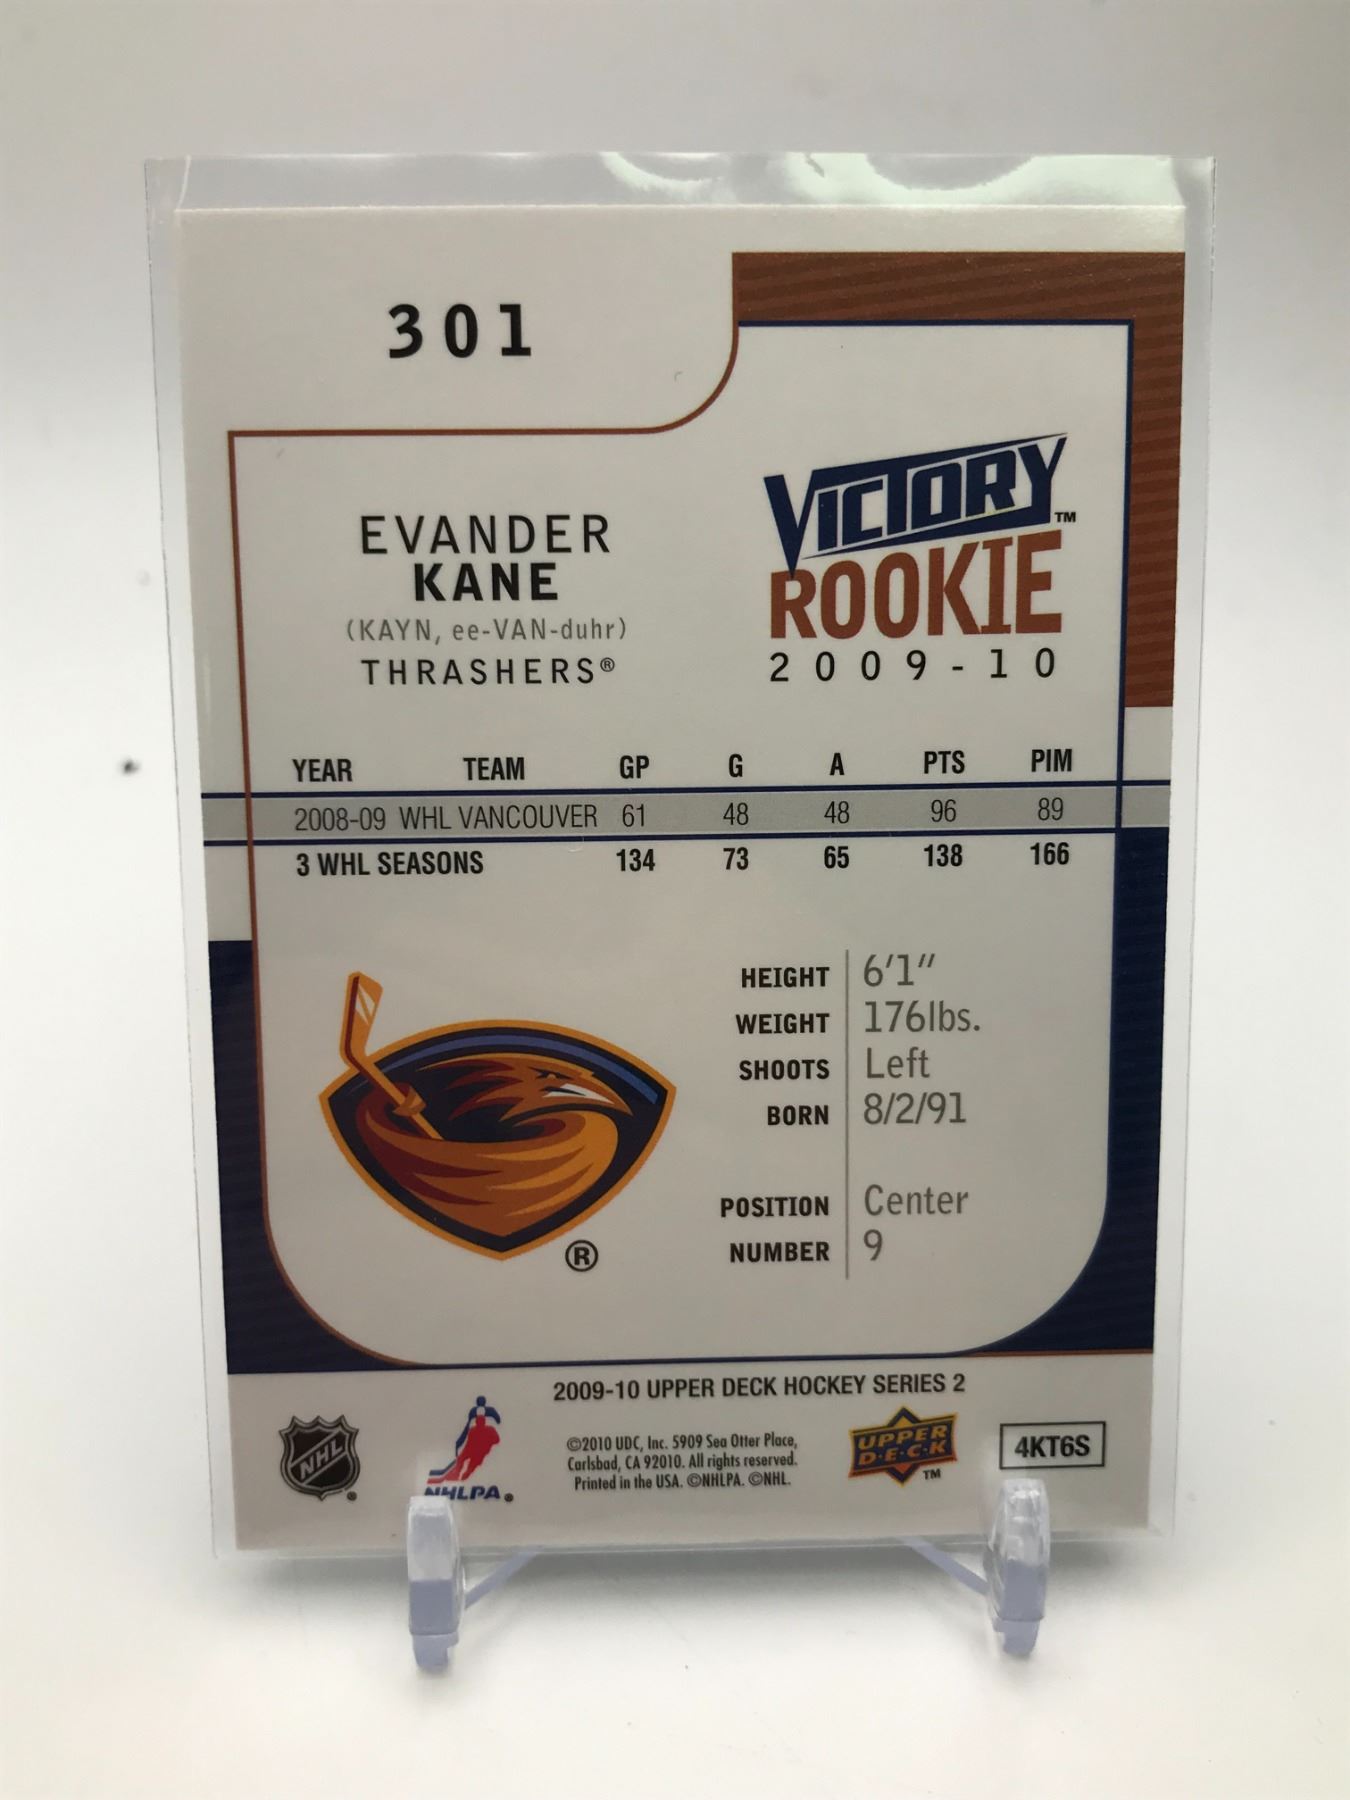 301
VICTORY™
ROOKIE
2009-10
EVANDER
KANE
(KAYN, ee-VAN-duhr)
THRASHERS®
YEAR TEAM GP G A PTS PIM
2008-09 WHL VANCOUVER 61 48 48 96 89
3 WHL SEASONS 134 73 65 138 166
HEIGHT 6'1"
WEIGHT 176lbs.
SHOOTS Left
BORN 8/2/91
POSITION Center
NUMBER 9
®
2009-10 UPPER DECK HOCKEY SERIES 2
NHL®
NHLPA®
©2010 UDC, Inc. 5909 Sea Otter Place,
Carlsbad, CA 92010. All rights reserved.
Printed in the USA. ©NHLPA. ©NHL.
UPPER
D·E·C·K
™
4KT6S